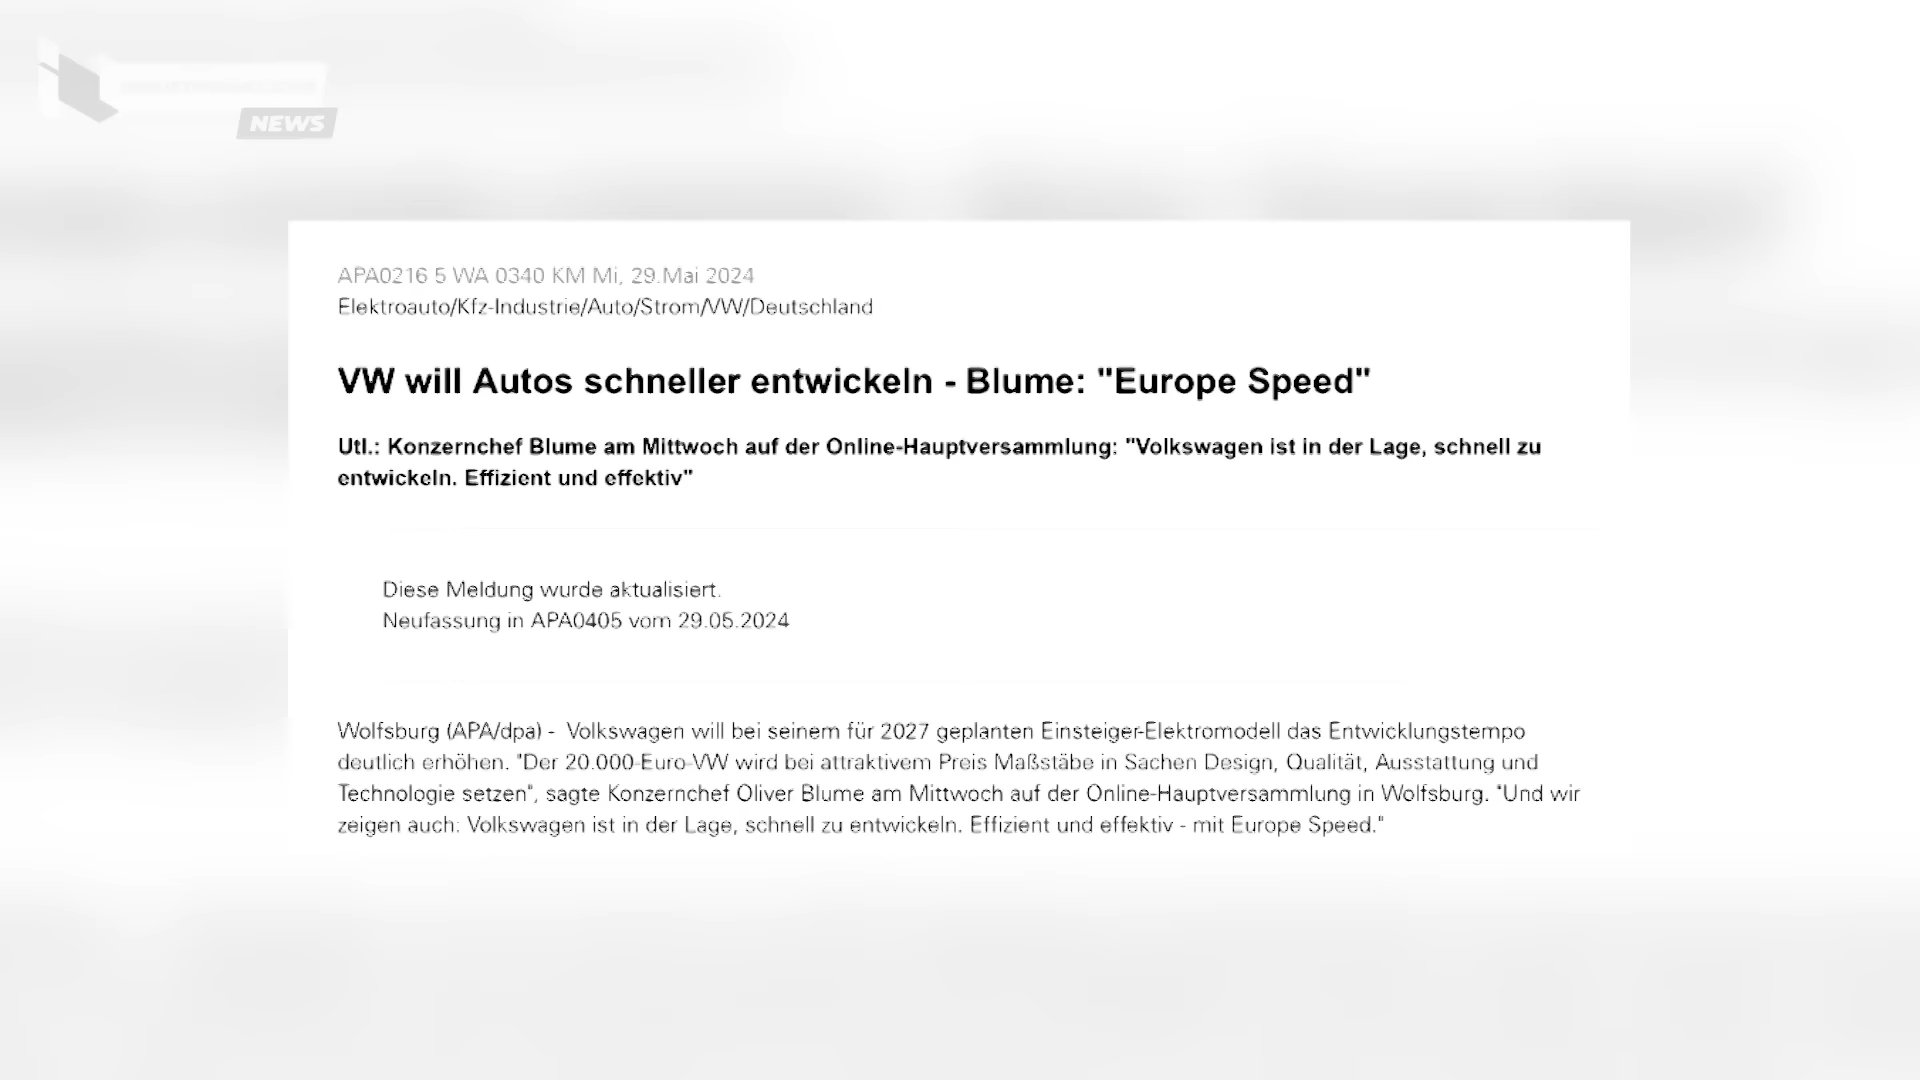 NEWS
APA0216 5 WA 0340 KM Mi, 29.Mai 2024
Elektroauto/Kfz-Industrie/Auto/Strom/VW/Deutschland
VW will Autos schneller entwickeln - Blume: "Europe Speed"
Utl.: Konzernchef Blume am Mittwoch auf der Online-Hauptversammlung: "Volkswagen ist in der Lage, schnell zu
entwickeln. Effizient und effektiv"
Diese Meldung wurde aktualisiert.
Neufassung in APA0405 vom 29.05.2024
Wolfsburg (APA/dpa) - Volkswagen will bei seinem für 2027 geplanten Einsteiger-Elektromodell das Entwicklungstempo
deutlich erhöhen. "Der 20.000-Euro-VW wird bei attraktivem Preis Maßstäbe in Sachen Design, Qualität, Ausstattung und
Technologie setzen", sagte Konzernchef Oliver Blume am Mittwoch auf der Online-Hauptversammlung in Wolfsburg. "Und wir
zeigen auch: Volkswagen ist in der Lage, schnell zu entwickeln. Effizient und effektiv - mit Europe Speed."